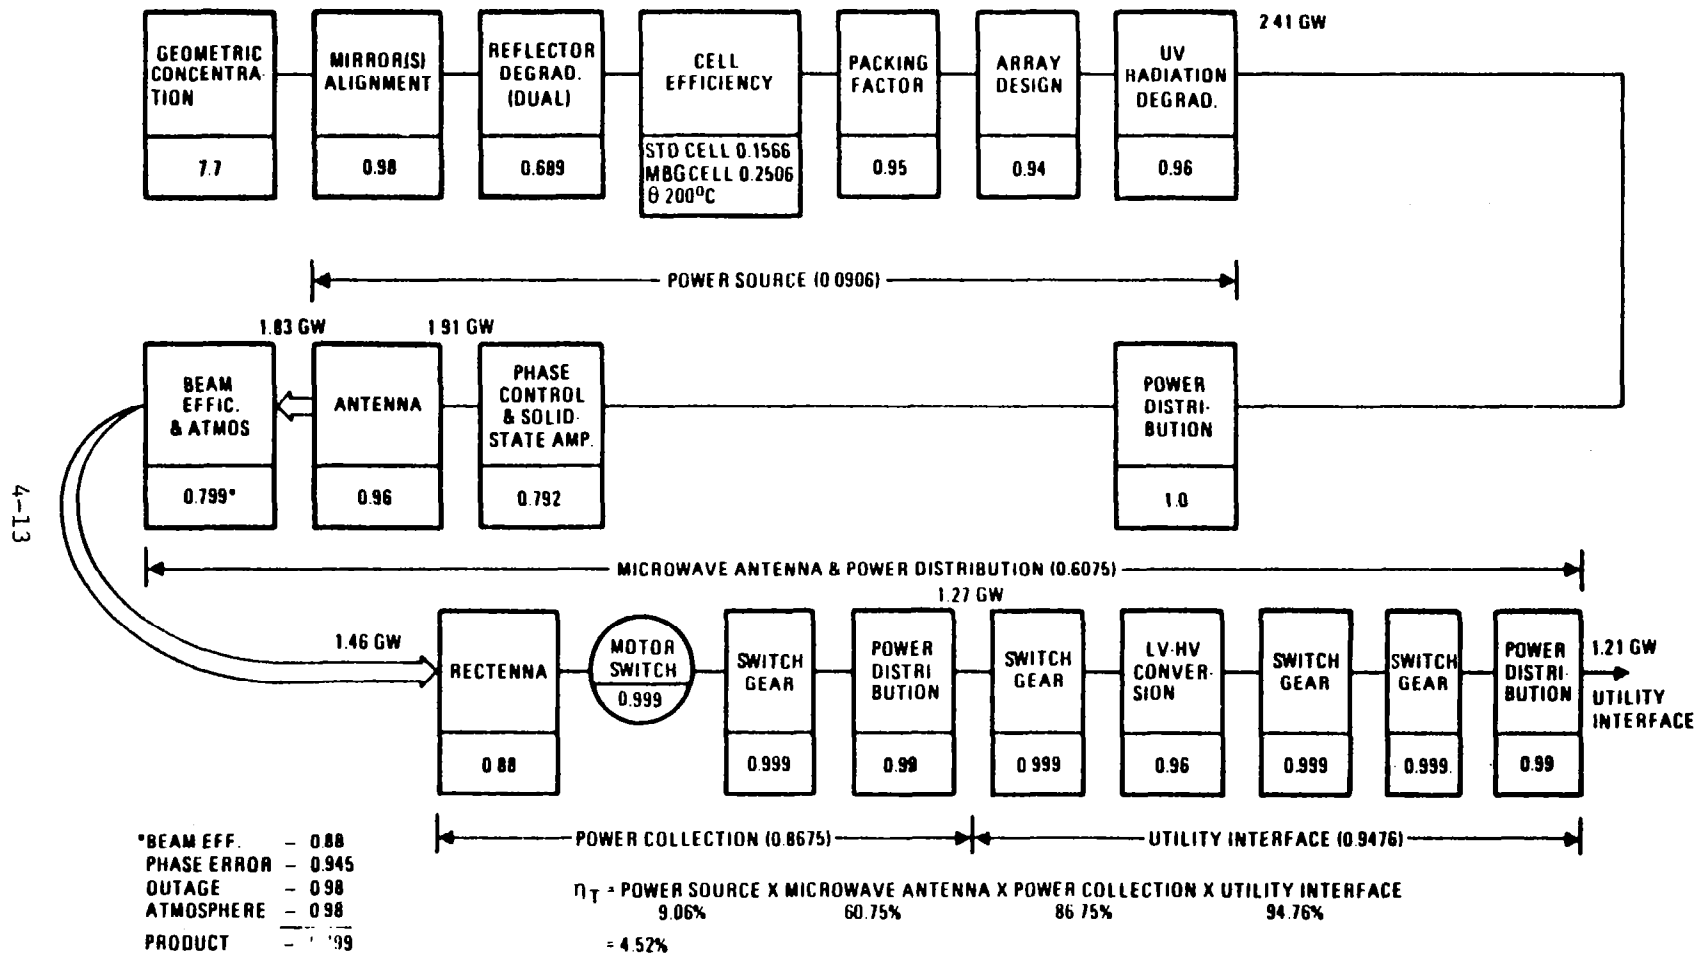 2 41 GW
GEOMETRIC
CONCENTRA-
TION
7.7
MIRROR(S)
ALIGNMENT
0.98
REFLECTOR
DEGRAD.
(DUAL)
0.689
CELL
EFFICIENCY
STD CELL 0.1566
MBG CELL 0.2506
θ 200°C
PACKING
FACTOR
0.95
ARRAY
DESIGN
0.94
UV
RADIATION
DEGRAD.
0.96
POWER SOURCE (0 0906)
1.83 GW
1 91 GW
BEAM
EFFIC.
& ATMOS
0.799*
ANTENNA
0.96
PHASE
CONTROL
& SOLID-
STATE AMP.
0.792
POWER
DISTRI-
BUTION
1.0
4-13
MICROWAVE ANTENNA & POWER DISTRIBUTION (0.6075)
1.27 GW
1.46 GW
RECTENNA
0 88
MOTOR
SWITCH
0.999
SWITCH
GEAR
0.999
POWER
DISTRI
BUTION
0.99
SWITCH
GEAR
0 999
LV-HV
CONVER-
SION
0.96
SWITCH
GEAR
0.999
SWITCH
GEAR
0.999
POWER
DISTRI-
BUTION
0.99
1.21 GW
UTILITY
INTERFACE
POWER COLLECTION (0.8675)
UTILITY INTERFACE (0.9476)
*BEAM EFF. – 0.88
PHASE ERROR – 0.945
OUTAGE – 0.98
ATMOSPHERE – 0 98
PRODUCT –
ηT = POWER SOURCE X MICROWAVE ANTENNA X POWER COLLECTION X UTILITY INTERFACE
9.06% 60.75% 86 75% 94.76%
= 4.52%